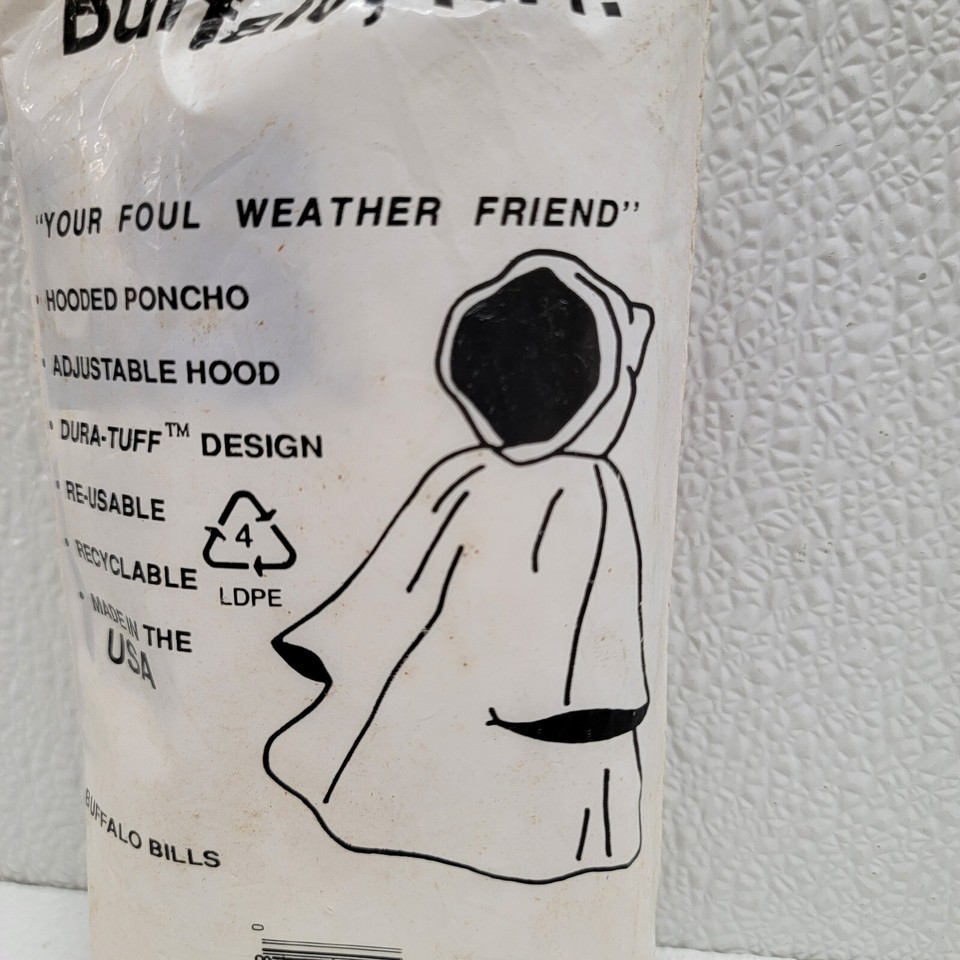 "YOUR FOUL WEATHER FRIEND"
• HOODED PONCHO
• ADJUSTABLE HOOD
• DURA-TUFF™ DESIGN
• RE-USABLE
• RECYCLABLE
4
LDPE
• MADE IN THE
USA
BUFFALO BILLS
0